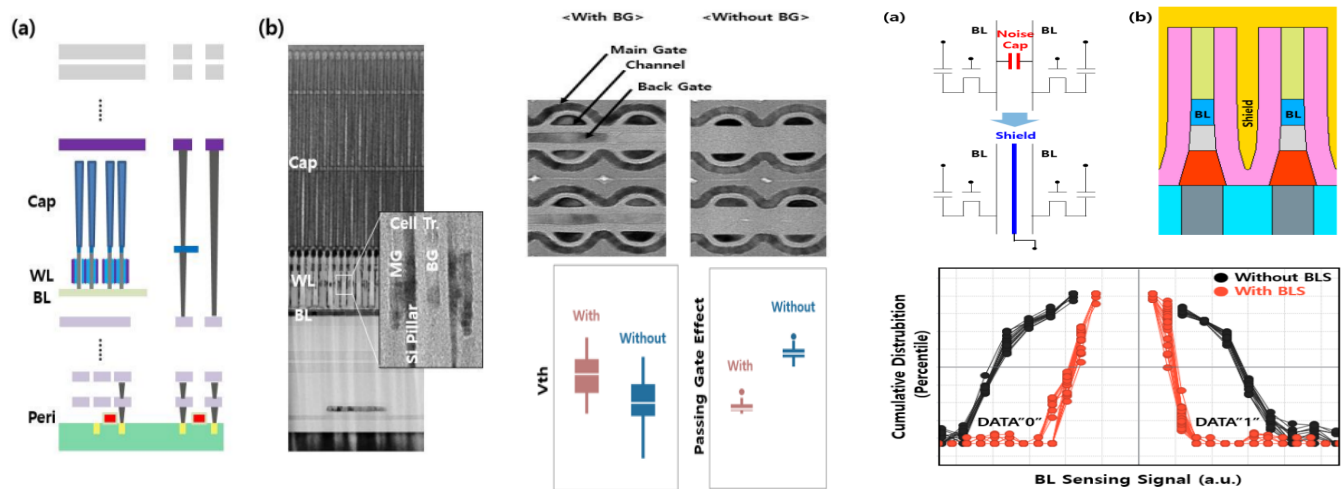 (a)
Cap
WL
BL
Peri
(b)
Cap
WL
BL
Cell Tr.
MG
BG
Si Pillar
<With BG>
<Without BG>
Main Gate
Channel
Back Gate
Vth
With
Without
Passing Gate Effect
With
Without
(a)
BL
Noise
Cap
BL
Shield
BL
BL
(b)
Shield
BL
BL
Cumulative Distrubition
(Percentile)
Without BLS
With BLS
DATA"0"
DATA"1"
BL Sensing Signal (a.u.)